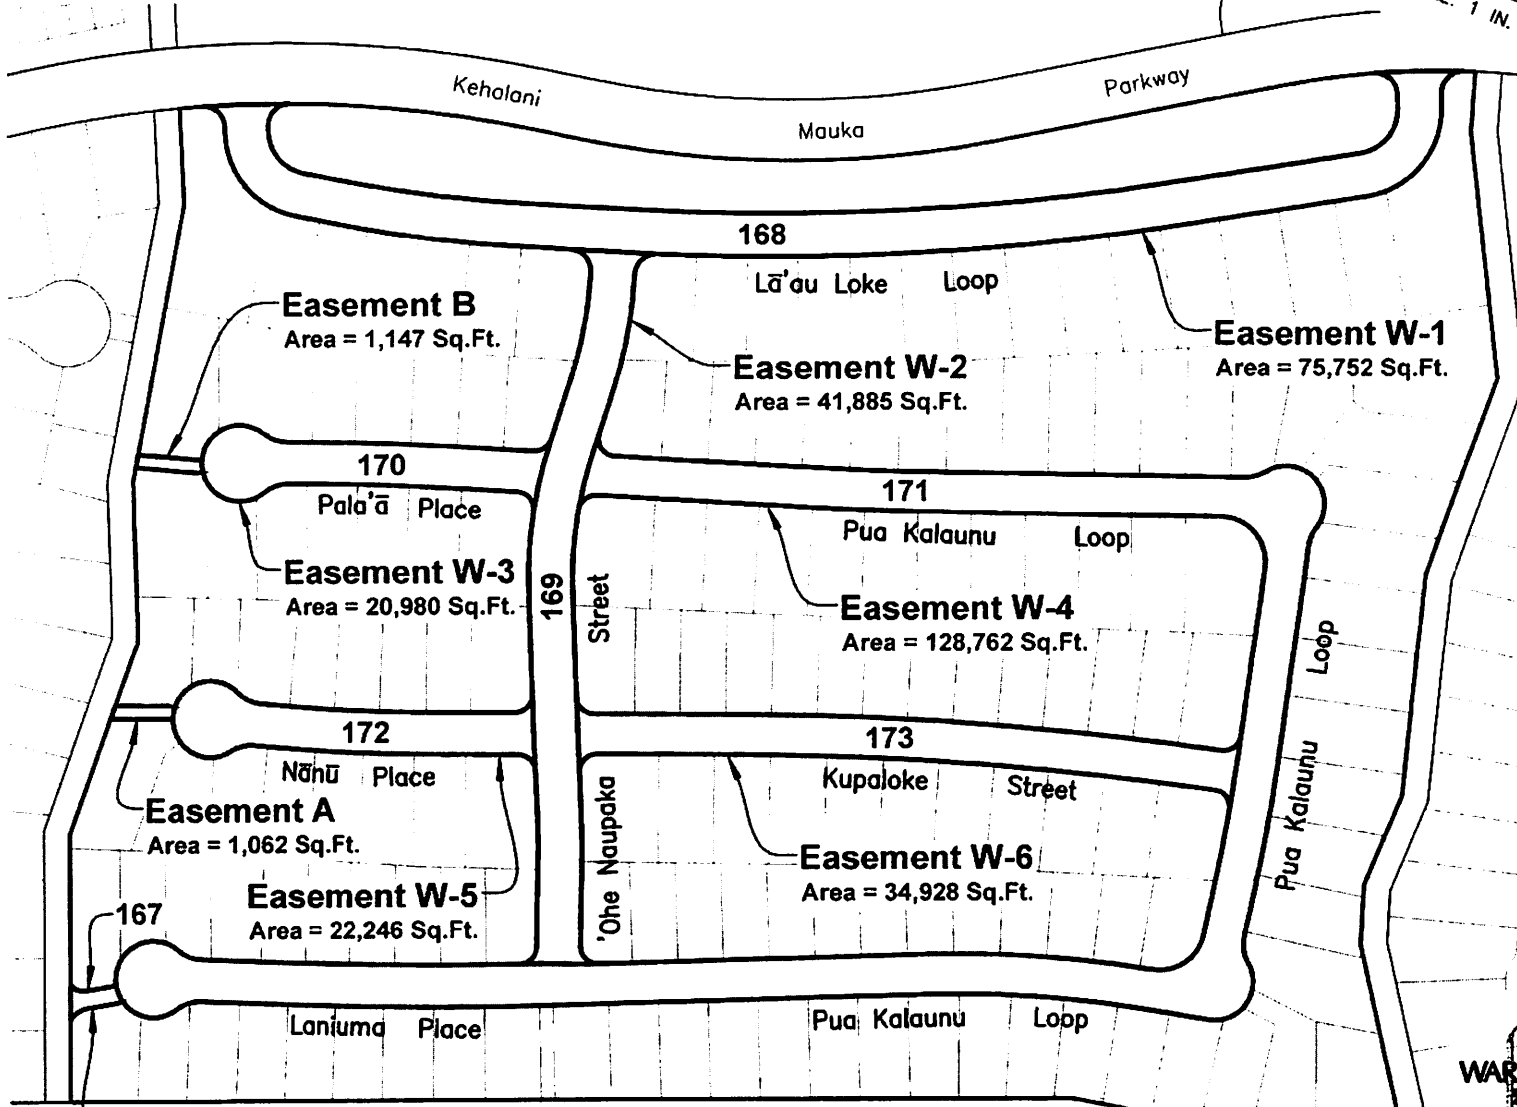 1 IN.
Kehalani
Parkway
Mauka
168
Lā'au Loke Loop
Easement B
Area = 1,147 Sq.Ft.
Easement W-1
Area = 75,752 Sq.Ft.
Easement W-2
Area = 41,885 Sq.Ft.
170
Pala'ā Place
171
Pua Kalaunu Loop
Easement W-3
Area = 20,980 Sq.Ft.
169
Street
Easement W-4
Area = 128,762 Sq.Ft.
Loop
172
Nānū Place
173
Kupaloke Street
Pua Kalaunu
'Ohe Naupaka
Easement A
Area = 1,062 Sq.Ft.
Easement W-6
Area = 34,928 Sq.Ft.
Easement W-5
Area = 22,246 Sq.Ft.
167
Laniuma Place
Pua Kalaunu Loop